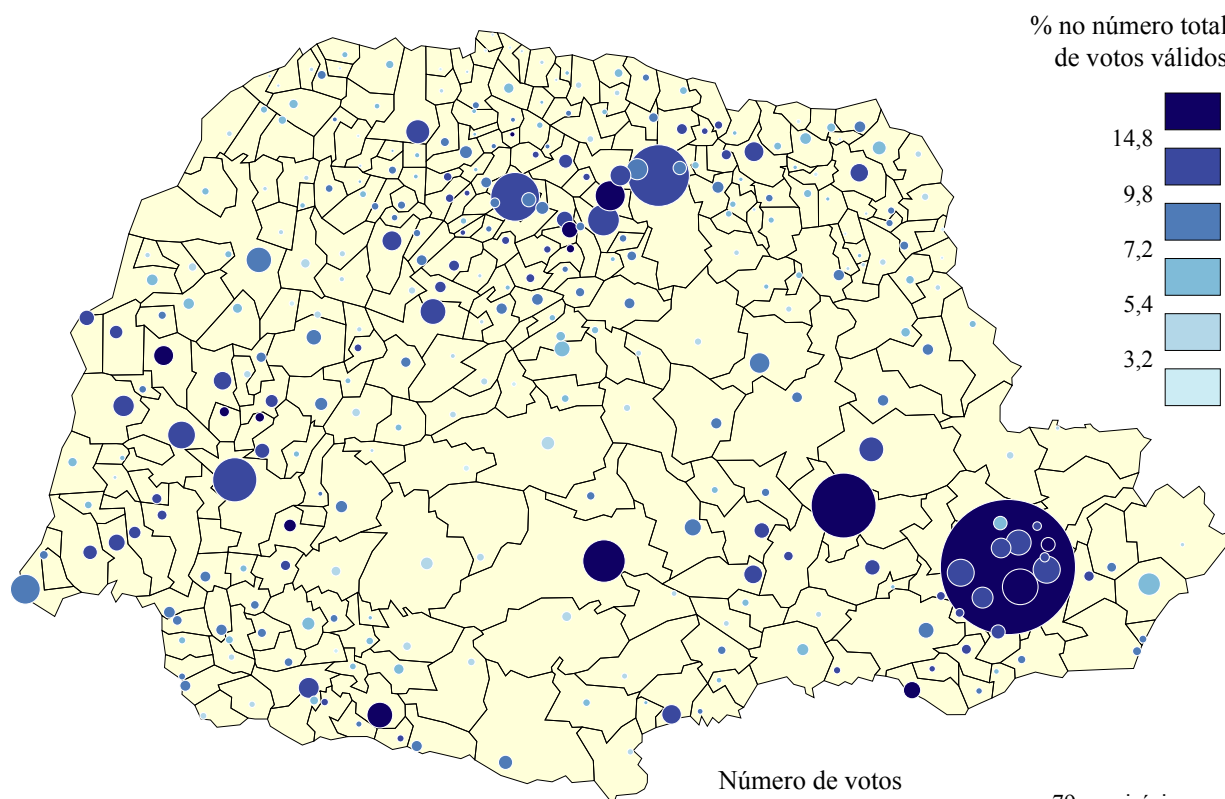 % no número total
de votos válidos
14,8
9,8
7,2
5,4
3,2
Número de votos